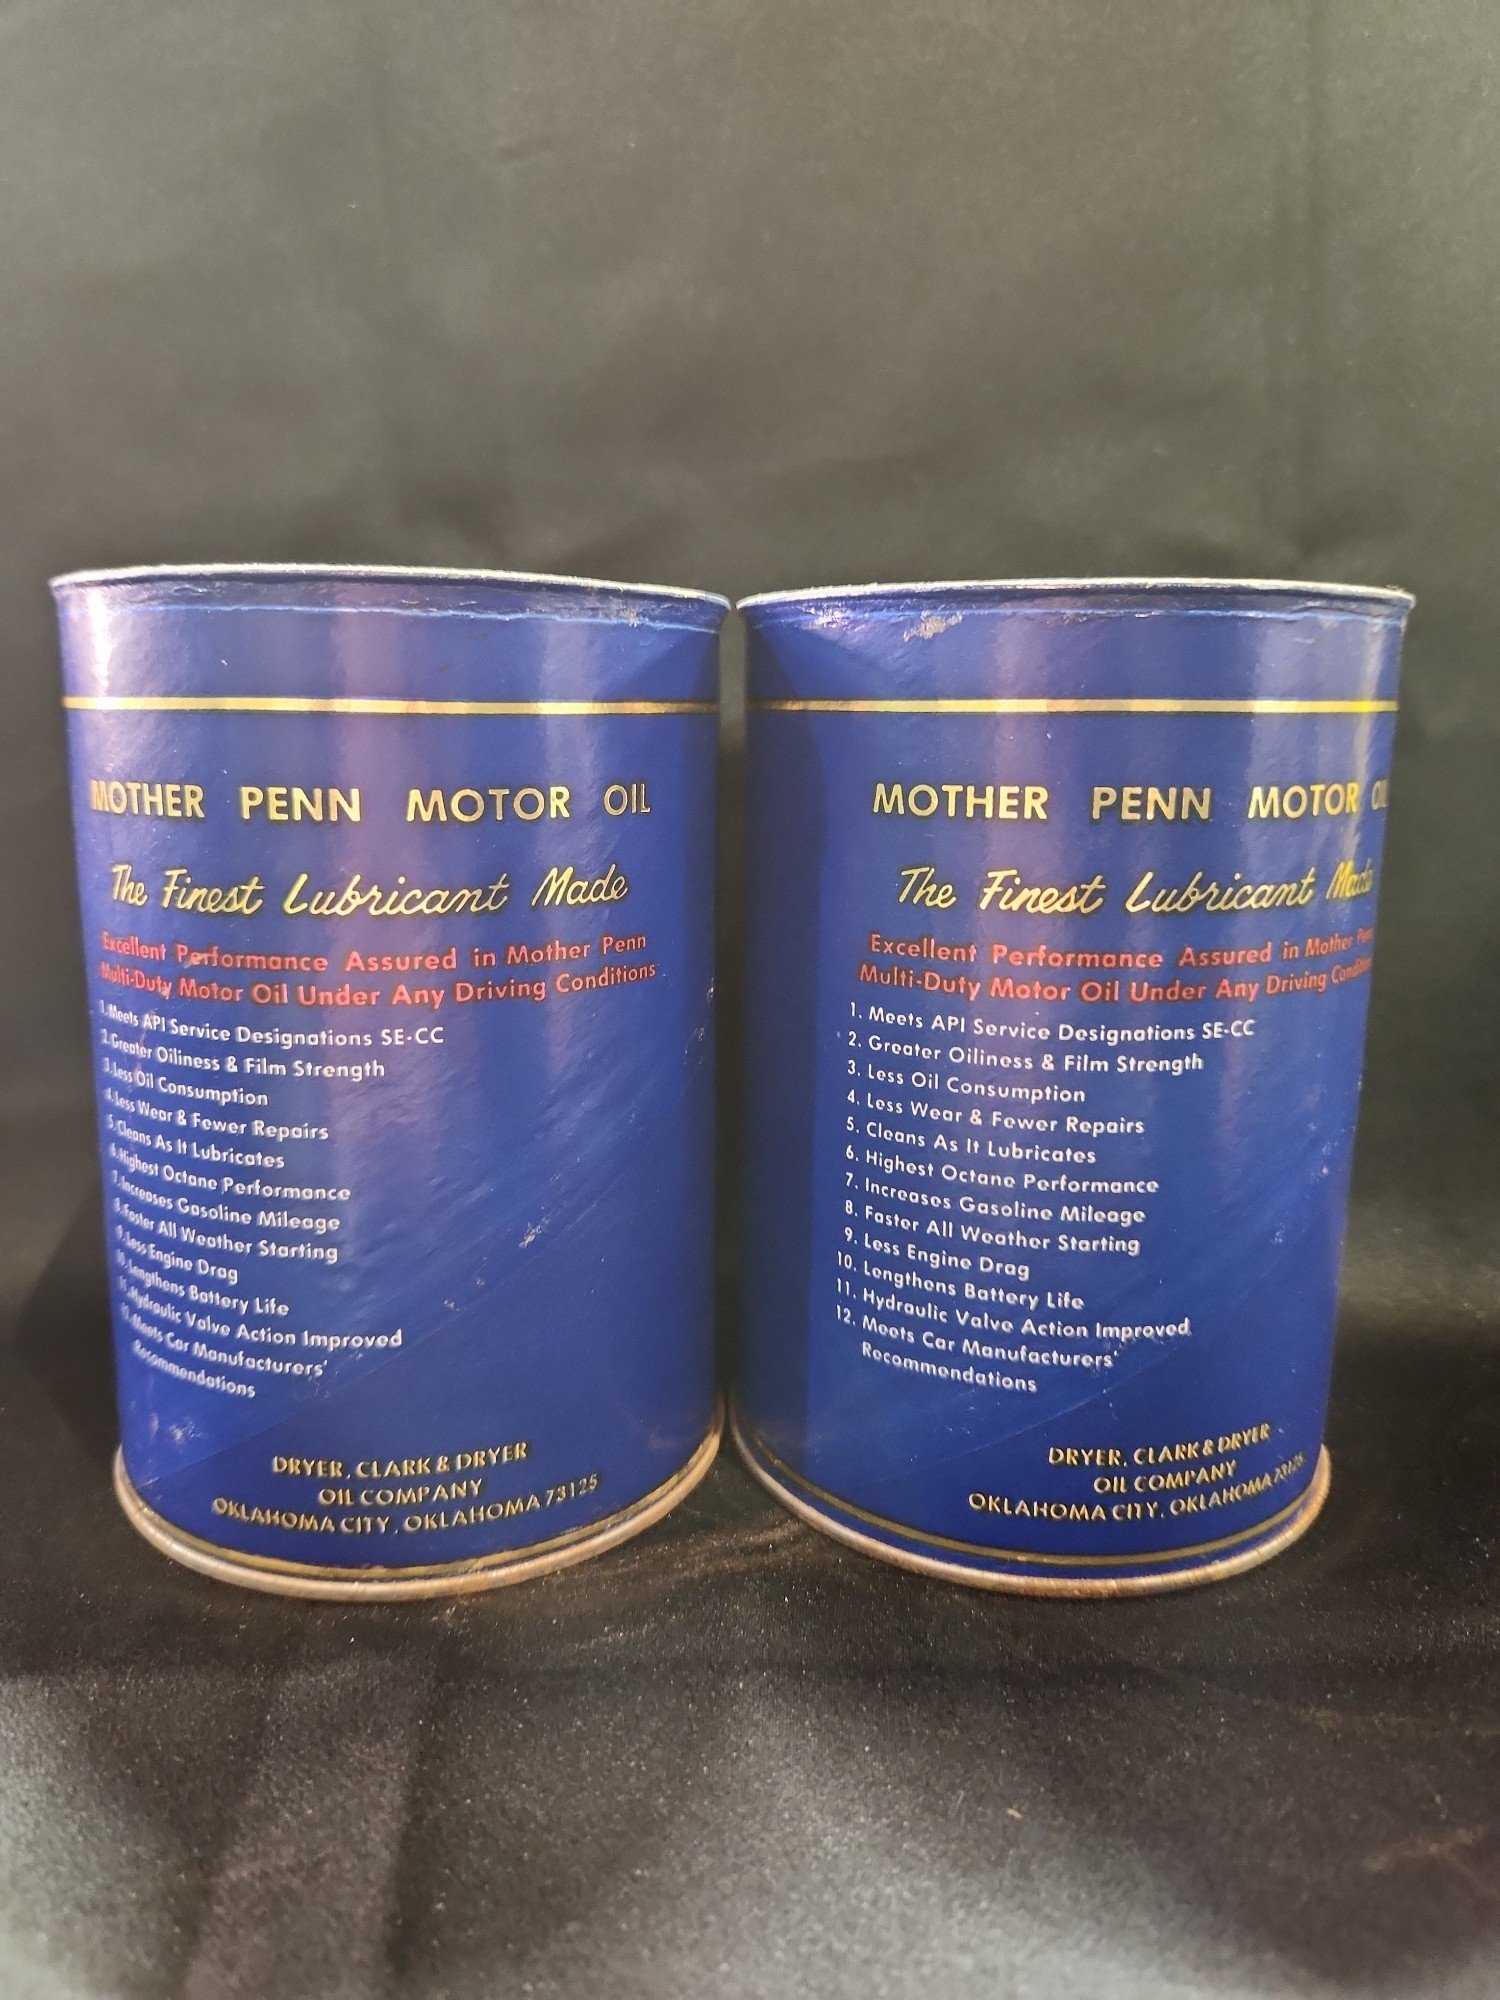 MOTHER PENN MOTOR OIL
The Finest Lubricant Made
Excellent Performance Assured in Mother Penn
Multi-Duty Motor Oil Under Any Driving Conditions
1. Meets API Service Designations SE-CC
2. Greater Oiliness & Film Strength
3. Less Oil Consumption
4. Less Wear & Fewer Repairs
5. Cleans As It Lubricates
6. Highest Octane Performance
7. Increases Gasoline Mileage
8. Faster All Weather Starting
9. Less Engine Drag
10. Lengthens Battery Life
11. Hydraulic Valve Action Improved
12. Meets Car Manufacturers'
Recommendations
DRYER, CLARK & DRYER
OIL COMPANY
OKLAHOMA CITY, OKLAHOMA 73125
MOTHER PENN MOTOR OIL
The Finest Lubricant Made
Excellent Performance Assured in Mother Penn
Multi-Duty Motor Oil Under Any Driving
1. Meets API Service Designations SE-CC
2. Greater Oiliness & Film Strength
3. Less Oil Consumption
4. Less Wear & Fewer Repairs
5. Cleans As It Lubricates
6. Highest Octane Performance
7. Increases Gasoline Mileage
8. Faster All Weather Starting
9. Less Engine Drag
10. Lengthens Battery Life
11. Hydraulic Valve Action Improved
12. Meets Car Manufacturers'
Recommendations
DRYER, CLARK & DRYER
OIL COMPANY
OKLAHOMA CITY, OKLAHOMA 73125